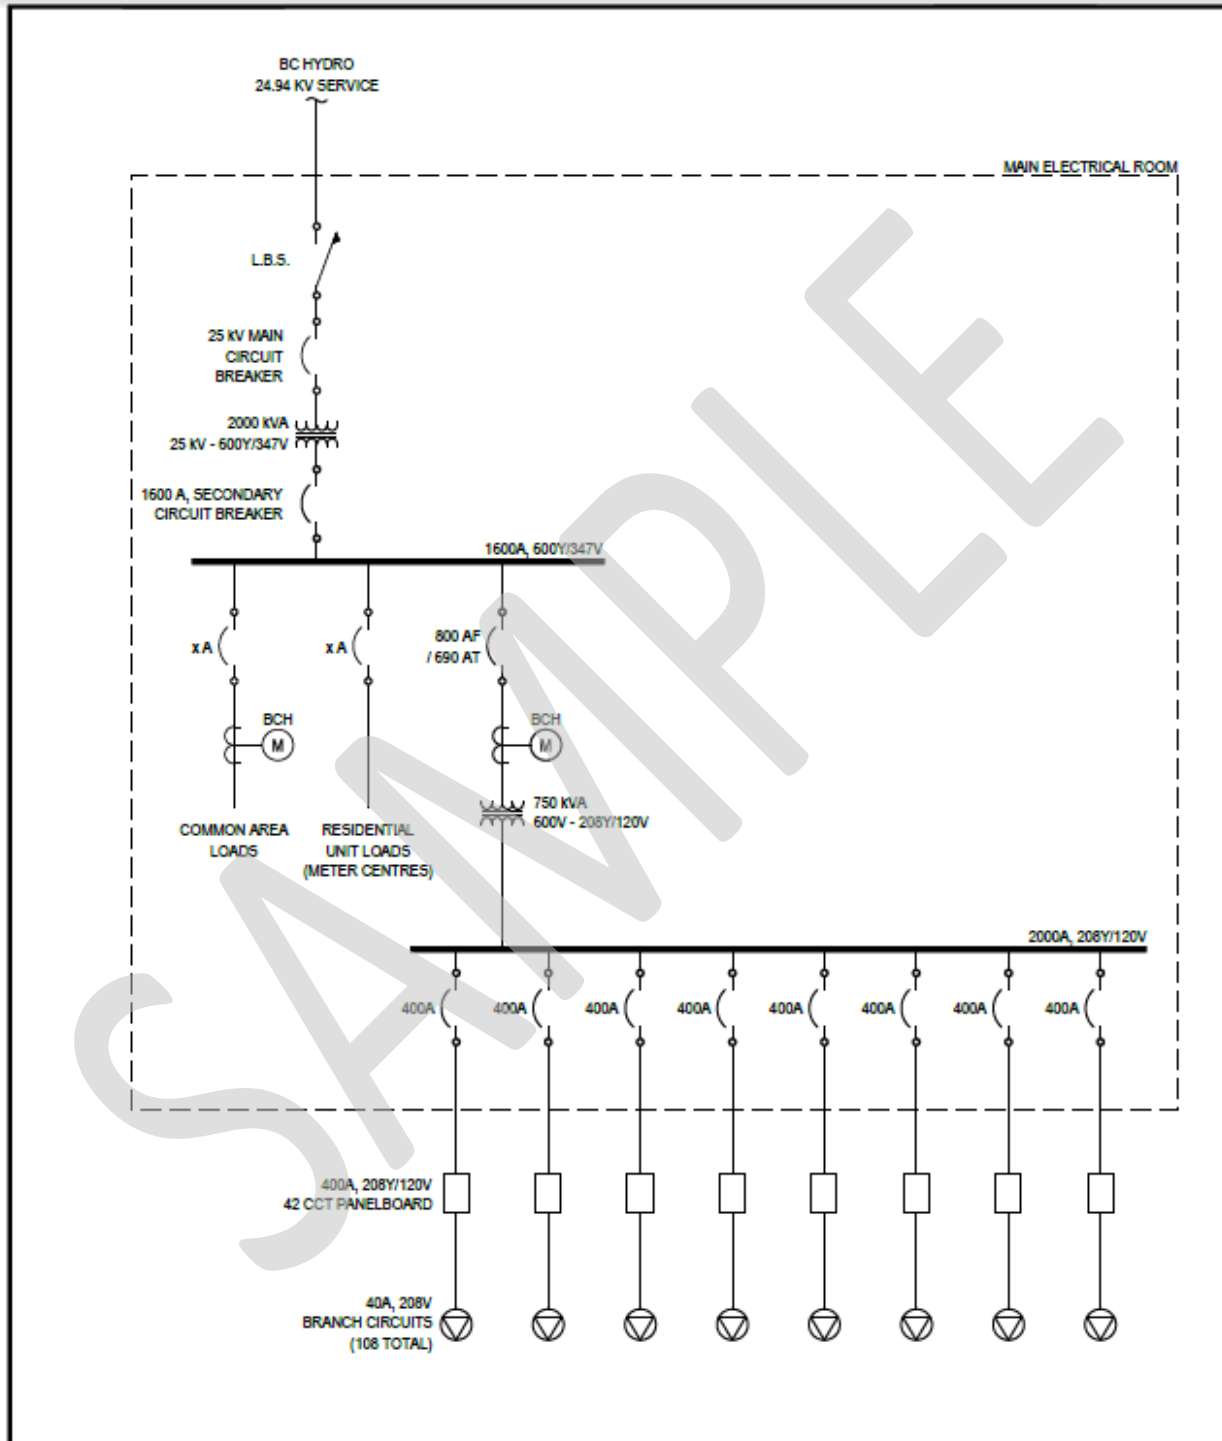 BC HYDRO
24.94 KV SERVICE
MAIN ELECTRICAL ROOM
L.B.S.
25 kV MAIN
CIRCUIT
BREAKER
2000 kVA
25 kV - 600Y/347V
1600 A, SECONDARY
CIRCUIT BREAKER
1600A, 600Y/347V
x A
x A
800 AF
/ 690 AT
BCH
M
BCH
M
750 kVA
600V - 208Y/120V
COMMON AREA
LOADS
RESIDENTIAL
UNIT LOADS
(METER CENTRES)
2000A, 208Y/120V
400A
400A
400A
400A
400A
400A
400A
400A
400A, 208Y/120V
42 CCT PANELBOARD
40A, 208V
BRANCH CIRCUITS
(108 TOTAL)
SAMPLE